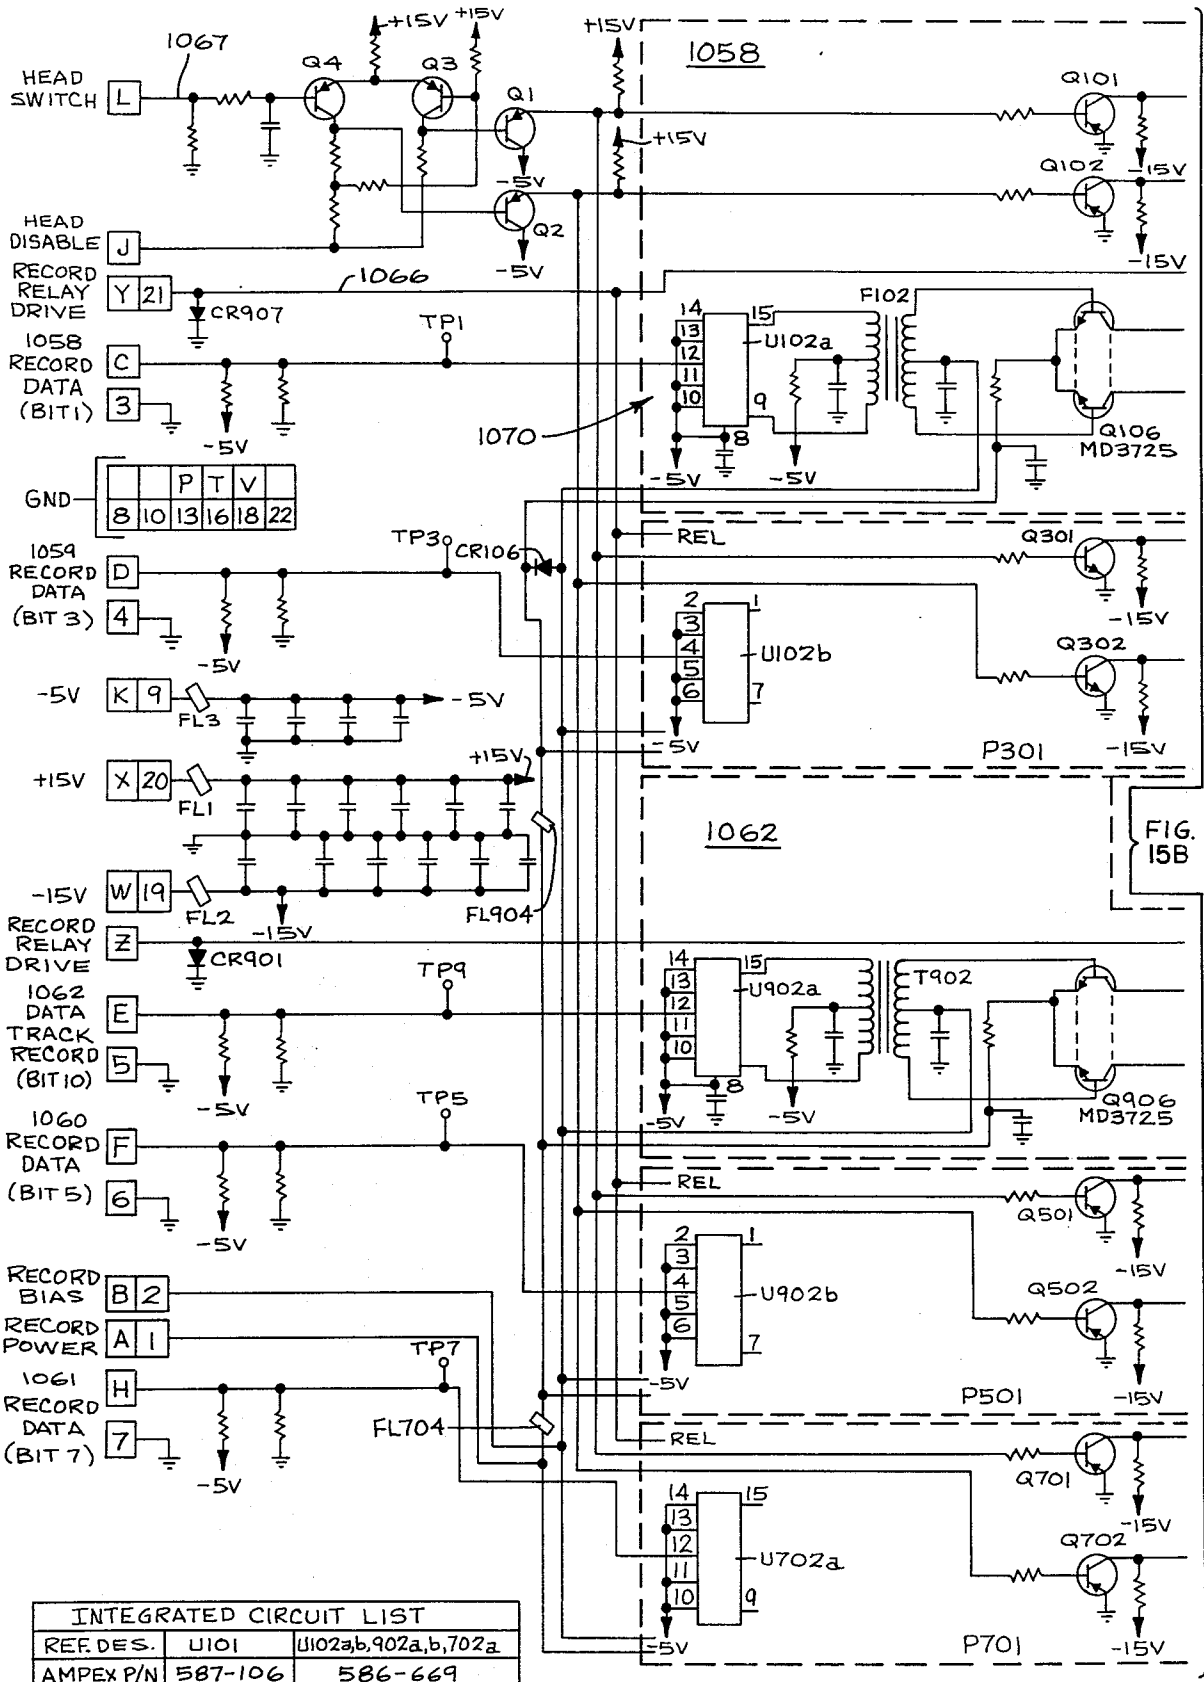 +15V +15V
1067
Q4 Q3
HEAD SWITCH L
Q1
-5V
+15V
+15V
1058
Q101
-15V
Q102
-15V
Q2
-5V
HEAD DISABLE J
RECORD RELAY DRIVE Y 21
1066
CR907
1058 RECORD DATA (BIT 1) C 3
TP1
-5V
14 13 12 11 10 15 9 8
U102a
F102
1070
-5V -5V
Q106
MD3725
GND
P T V
8 10 13 16 18 22
1059 RECORD DATA (BIT 3) D 4
TP3
CR106
-5V
REL
Q301
-15V
2 3 4 5 6 1 7
U102b
-5V
Q302
-15V
P301
-5V K 9
FL3
-5V
+15V X 20
FL1
+15V
-15V W 19
FL2
-15V
FL904
1062
FIG. 15B
RECORD RELAY DRIVE Z
CR901
1062 DATA TRACK RECORD (BIT 10) E 5
TP9
-5V
14 13 12 11 10 15 8
U902a
T902
-5V -5V
Q906
MD3725
1060 RECORD DATA (BIT 5) F 6
TP5
-5V
REL
Q501
-15V
2 3 4 5 6 1 7
U902b
-5V
Q502
-15V
P501
RECORD BIAS B 2
RECORD POWER A 1
1061 RECORD DATA (BIT 7) H 7
TP7
-5V
FL704
REL
Q701
-15V
14 13 12 11 10 15 9
U702a
-5V
Q702
-15V
P701
INTEGRATED CIRCUIT LIST
REF. DES. U101 U102a,b,902a,b,702a
AMPEX P/N 587-106 586-669